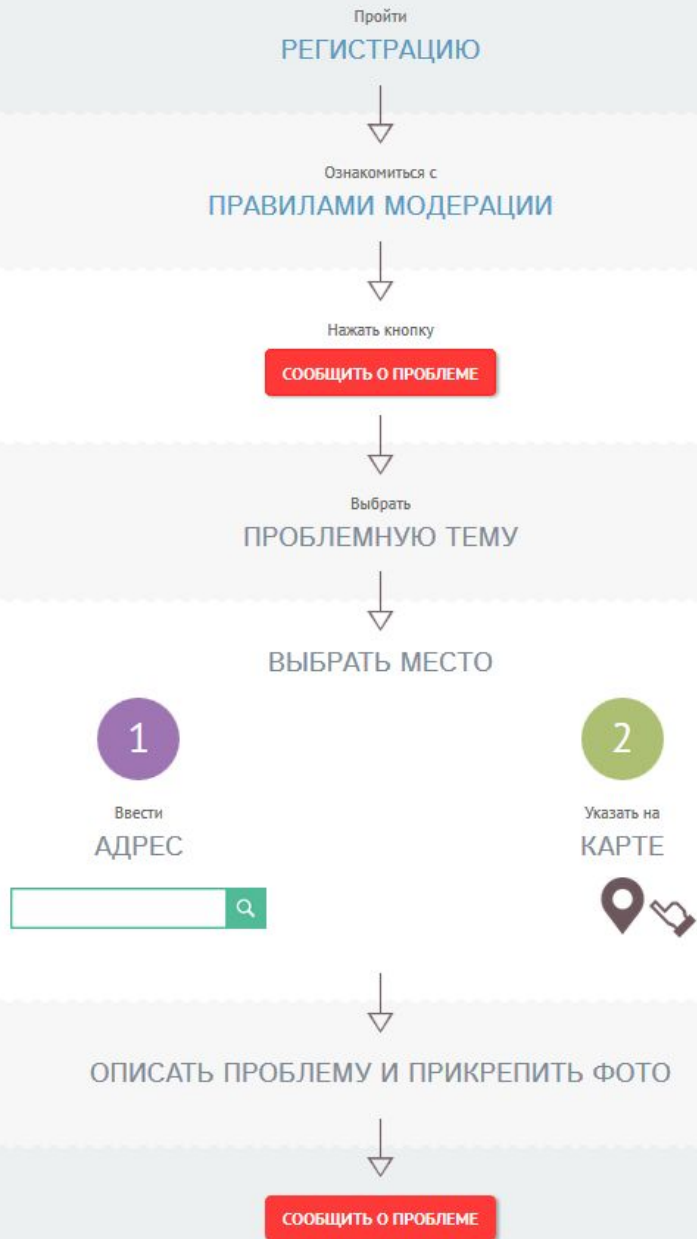 Пройти
РЕГИСТРАЦИЮ
Ознакомиться с
ПРАВИЛАМИ МОДЕРАЦИИ
Нажать кнопку
СООБЩИТЬ О ПРОБЛЕМЕ
Выбрать
ПРОБЛЕМНУЮ ТЕМУ
ВЫБРАТЬ МЕСТО
1
Ввести
АДРЕС
2
Указать на
КАРТЕ
ОПИСАТЬ ПРОБЛЕМУ И ПРИКРЕПИТЬ ФОТО
СООБЩИТЬ О ПРОБЛЕМЕ